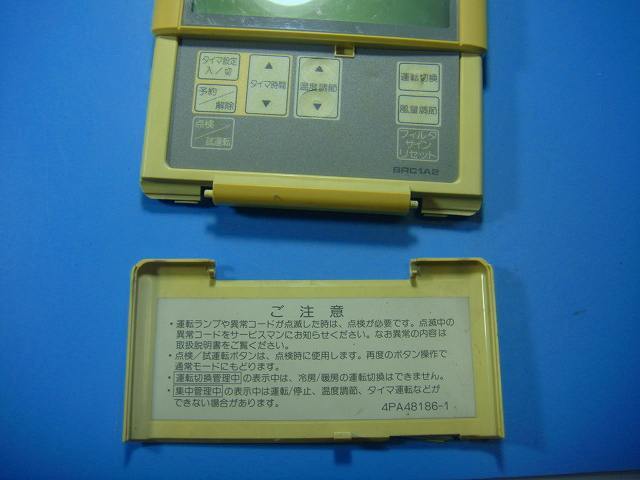 タイマ設定
入／切
予約
／解除
点検
／試運転
▲
タイマ時間
▼
▲
温度調節
▼
運転切換
風量調節
フィルタ
サイン
リセット
BRC1A2
ご注意
・運転ランプや異常コードが点滅した時は、点検が必要です。点滅中の
異常コードをサービスマンにお知らせください。なお異常の内容は
取扱説明書をご覧ください。
・点検／試運転ボタンは、点検時に使用します。再度のボタン操作で
通常モードにもどります。
・運転切換管理中の表示中は、冷房/暖房の運転切換はできません。
・集中管理中の表示中は運転/停止、温度調節、タイマ運転などが
できない場合があります。
4PA48186-1